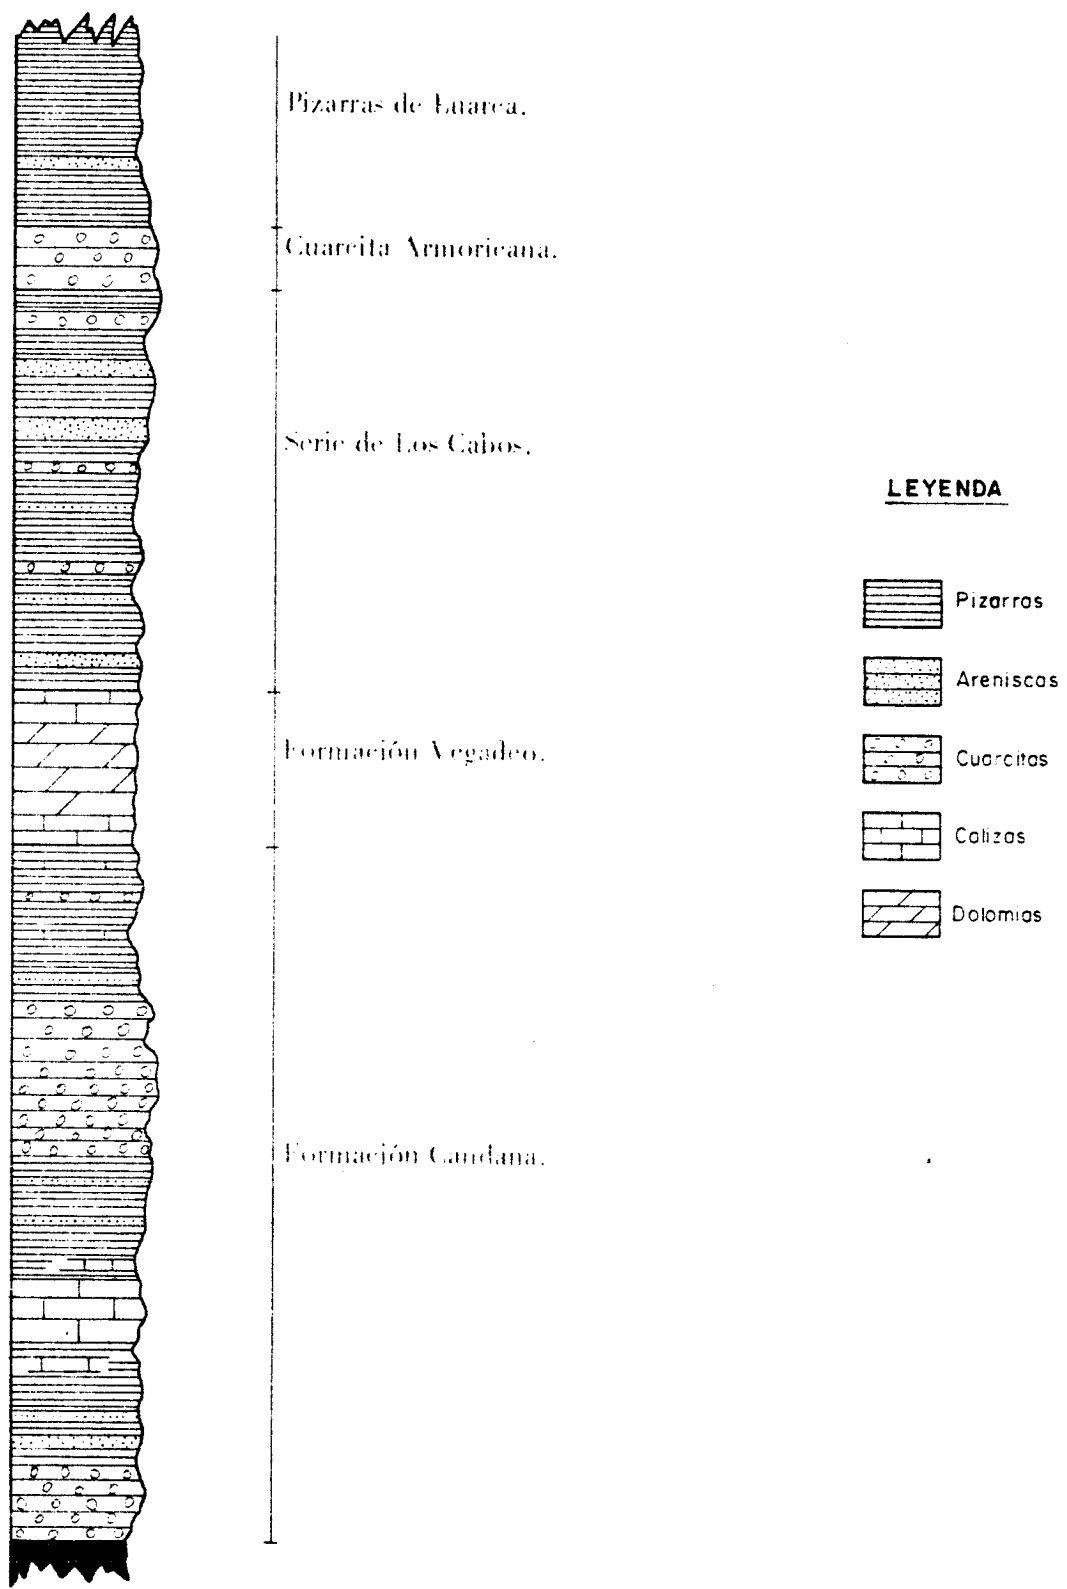 Pizarras de Luarca.
Cuarcita Armoricana.
Serie de Los Cabos.
Formación Vegadeo.
Formación Candana.
LEYENDA
Pizarras
Areniscas
Cuarcitas
Calizas
Dolomias